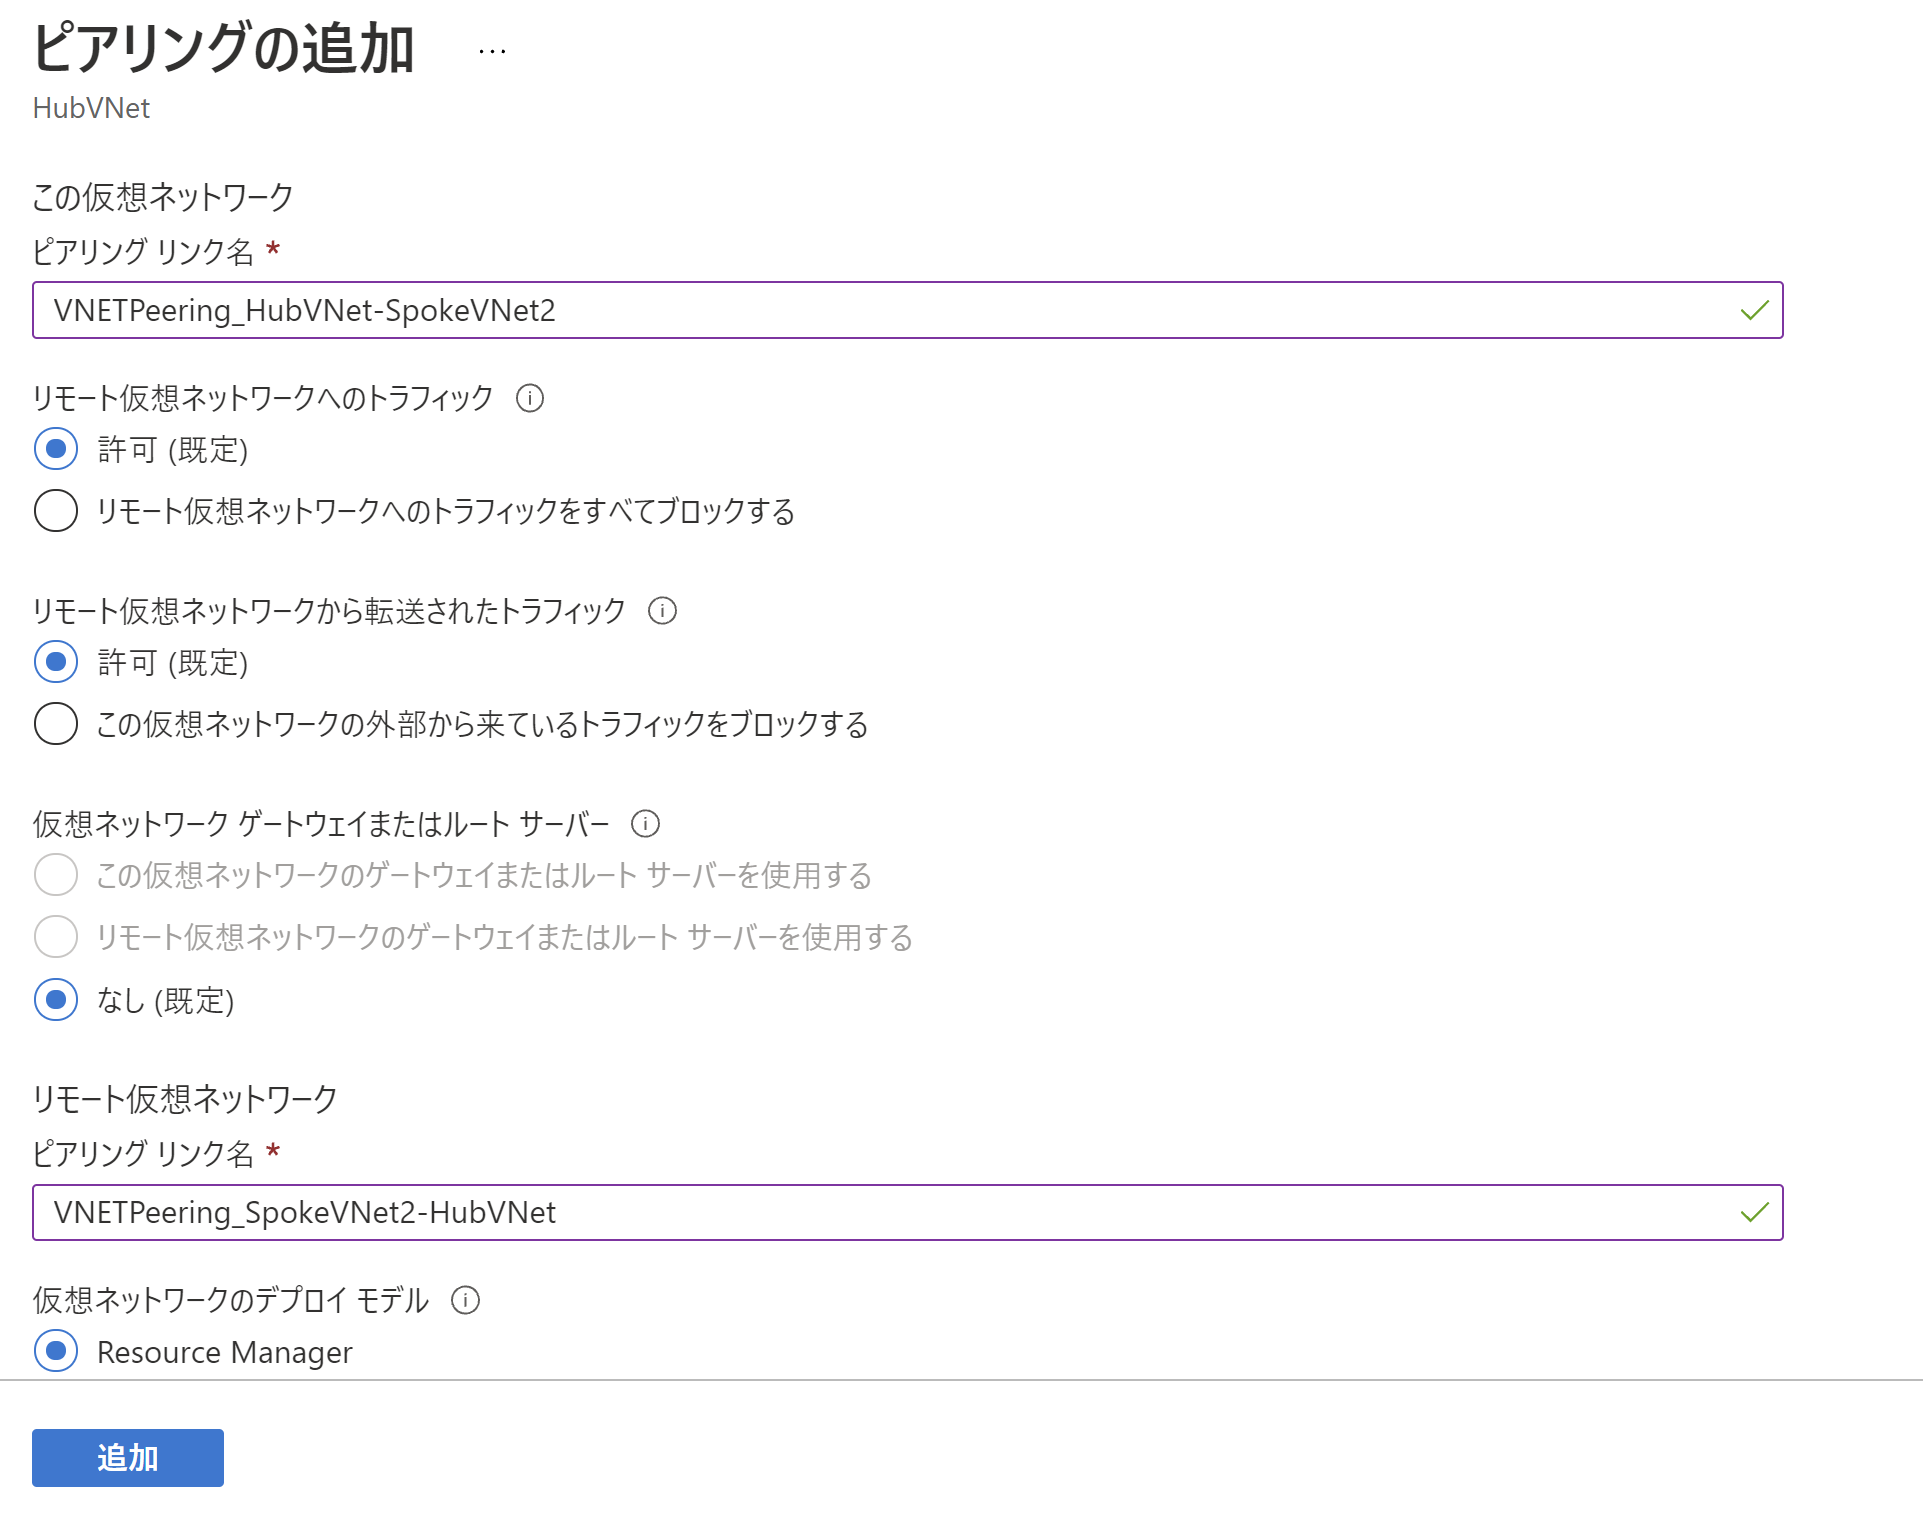 ピアリングの追加 …
HubVNet
この仮想ネットワーク
ピアリング リンク名 *
VNETPeering_HubVNet-SpokeVNet2
リモート仮想ネットワークへのトラフィック
許可 (既定)
リモート仮想ネットワークへのトラフィックをすべてブロックする
リモート仮想ネットワークから転送されたトラフィック
許可 (既定)
この仮想ネットワークの外部から来ているトラフィックをブロックする
仮想ネットワーク ゲートウェイまたはルート サーバー
この仮想ネットワークのゲートウェイまたはルート サーバーを使用する
リモート仮想ネットワークのゲートウェイまたはルート サーバーを使用する
なし (既定)
リモート仮想ネットワーク
ピアリング リンク名 *
VNETPeering_SpokeVNet2-HubVNet
仮想ネットワークのデプロイ モデル
Resource Manager
追加